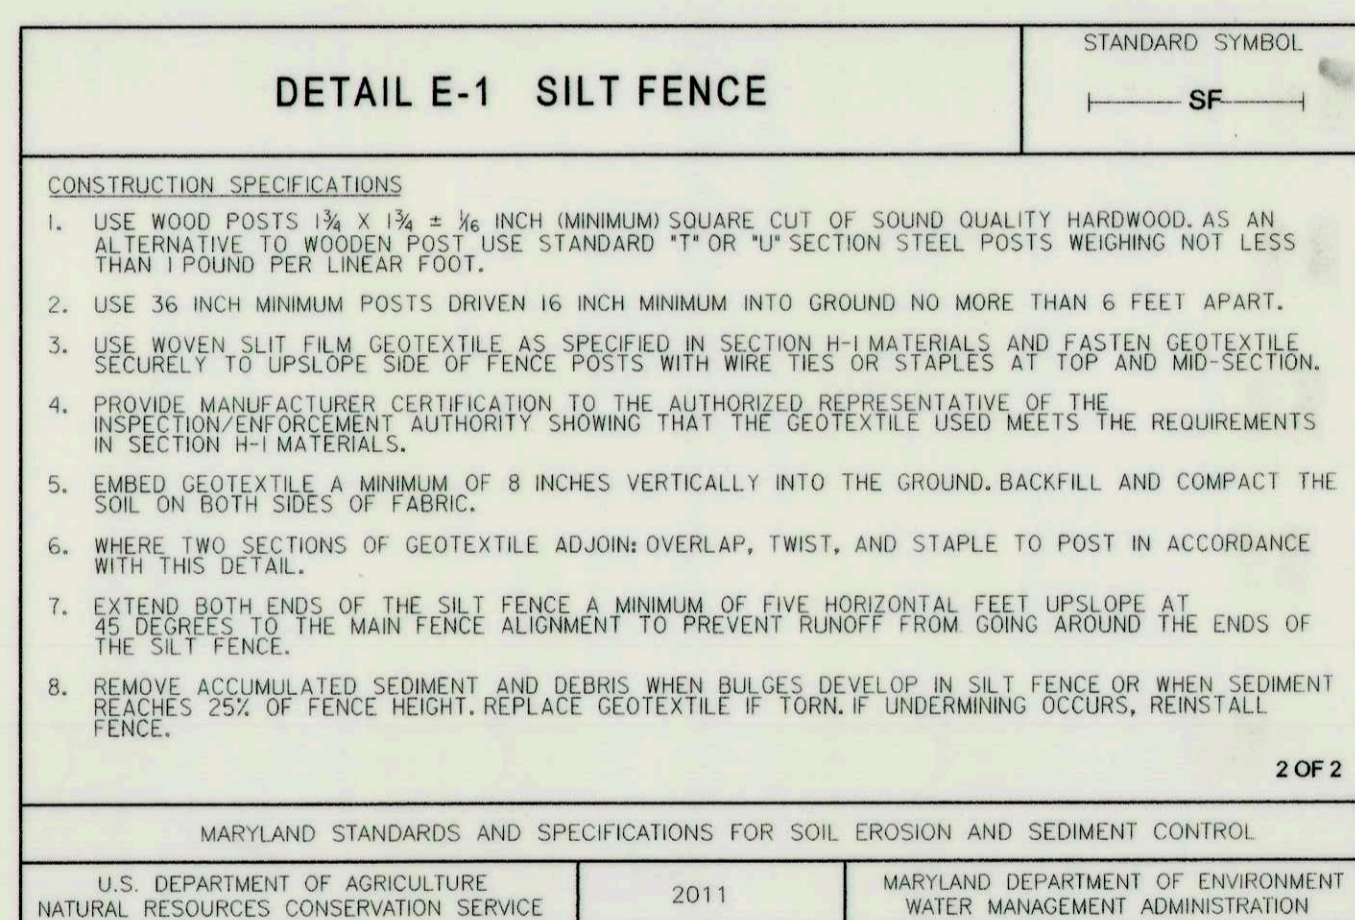 DETAIL E-1 SILT FENCE
STANDARD SYMBOL
SF
CONSTRUCTION SPECIFICATIONS
1. USE WOOD POSTS 1¾ X 1¾ ± 1⁄16 INCH (MINIMUM) SQUARE CUT OF SOUND QUALITY HARDWOOD. AS AN
ALTERNATIVE TO WOODEN POST USE STANDARD "T" OR "U" SECTION STEEL POSTS WEIGHING NOT LESS
THAN 1 POUND PER LINEAR FOOT.
2. USE 36 INCH MINIMUM POSTS DRIVEN 16 INCH MINIMUM INTO GROUND NO MORE THAN 6 FEET APART.
3. USE WOVEN SLIT FILM GEOTEXTILE AS SPECIFIED IN SECTION H-1 MATERIALS AND FASTEN GEOTEXTILE
SECURELY TO UPSLOPE SIDE OF FENCE POSTS WITH WIRE TIES OR STAPLES AT TOP AND MID-SECTION.
4. PROVIDE MANUFACTURER CERTIFICATION TO THE AUTHORIZED REPRESENTATIVE OF THE
INSPECTION/ENFORCEMENT AUTHORITY SHOWING THAT THE GEOTEXTILE USED MEETS THE REQUIREMENTS
IN SECTION H-1 MATERIALS.
5. EMBED GEOTEXTILE A MINIMUM OF 8 INCHES VERTICALLY INTO THE GROUND. BACKFILL AND COMPACT THE
SOIL ON BOTH SIDES OF FABRIC.
6. WHERE TWO SECTIONS OF GEOTEXTILE ADJOIN: OVERLAP, TWIST, AND STAPLE TO POST IN ACCORDANCE
WITH THIS DETAIL.
7. EXTEND BOTH ENDS OF THE SILT FENCE A MINIMUM OF FIVE HORIZONTAL FEET UPSLOPE AT
45 DEGREES TO THE MAIN FENCE ALIGNMENT TO PREVENT RUNOFF FROM GOING AROUND THE ENDS OF
THE SILT FENCE.
8. REMOVE ACCUMULATED SEDIMENT AND DEBRIS WHEN BULGES DEVELOP IN SILT FENCE OR WHEN SEDIMENT
REACHES 25% OF FENCE HEIGHT. REPLACE GEOTEXTILE IF TORN. IF UNDERMINING OCCURS, REINSTALL
FENCE.
2 OF 2
MARYLAND STANDARDS AND SPECIFICATIONS FOR SOIL EROSION AND SEDIMENT CONTROL
U.S. DEPARTMENT OF AGRICULTURE
NATURAL RESOURCES CONSERVATION SERVICE
2011
MARYLAND DEPARTMENT OF ENVIRONMENT
WATER MANAGEMENT ADMINISTRATION